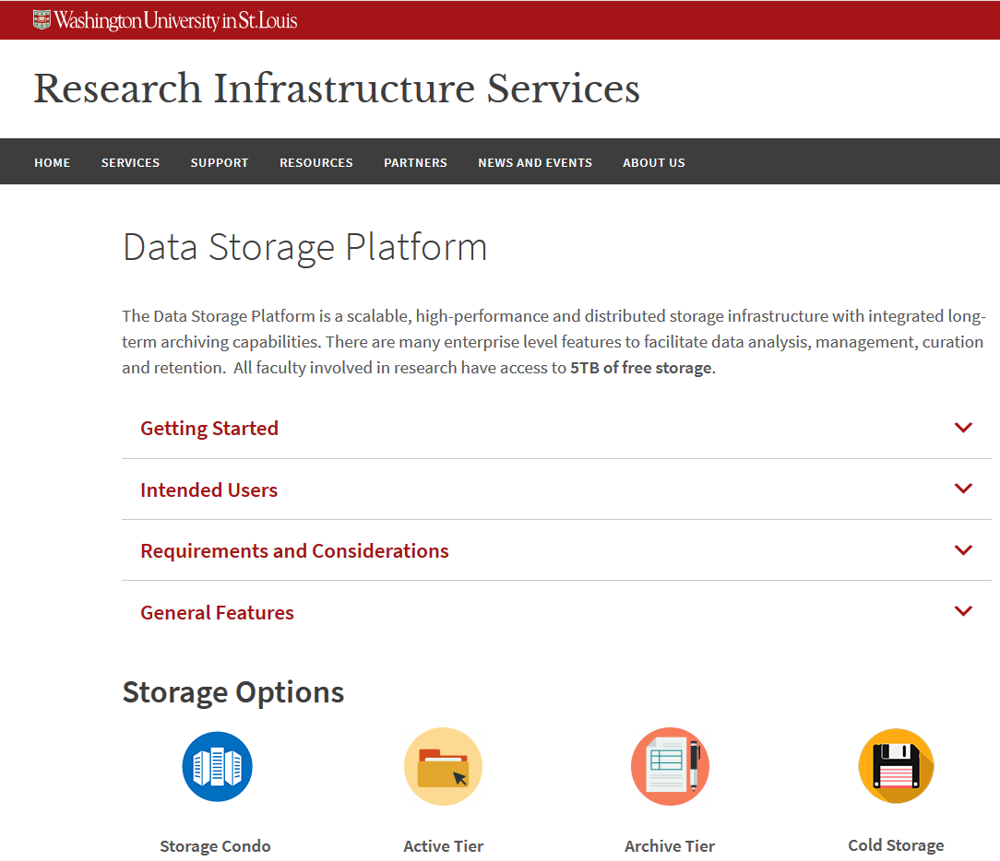 Washington University in St. Louis
Research Infrastructure Services
HOME SERVICES SUPPORT RESOURCES PARTNERS NEWS AND EVENTS ABOUT US
Data Storage Platform
The Data Storage Platform is a scalable, high-performance and distributed storage infrastructure with integrated long-
term archiving capabilities. There are many enterprise level features to facilitate data analysis, management, curation
and retention.  All faculty involved in research have access to 5TB of free storage.
Getting Started
Intended Users
Requirements and Considerations
General Features
Storage Options
Storage Condo Active Tier Archive Tier Cold Storage